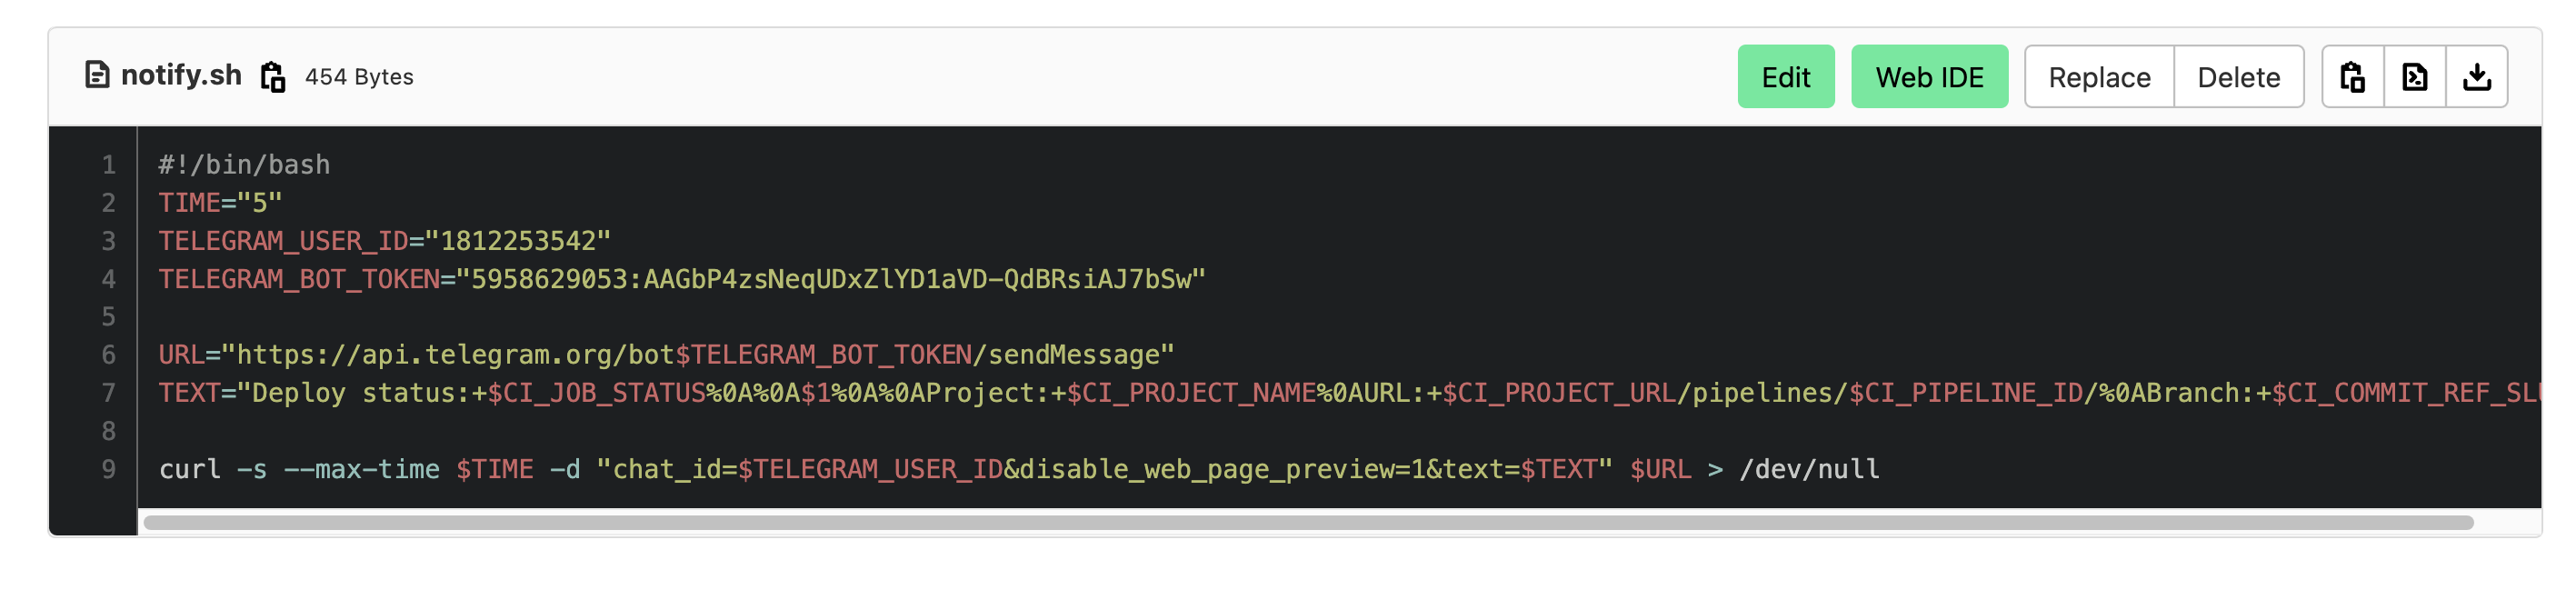 notify.sh 454 Bytes Edit Web IDE Replace Delete
1 #!/bin/bash
2 TIME="5"
3 TELEGRAM_USER_ID="1812253542"
4 TELEGRAM_BOT_TOKEN="5958629053:AAGbP4zsNeqUDxZlYD1aVD-QdBRsiAJ7bSw"
5
6 URL="https://api.telegram.org/bot$TELEGRAM_BOT_TOKEN/sendMessage"
7 TEXT="Deploy status:+$CI_JOB_STATUS%0A%0A$1%0A%0AProject:+$CI_PROJECT_NAME%0AURL:+$CI_PROJECT_URL/pipelines/$CI_PIPELINE_ID/%0ABranch:+$CI_COMMIT_REF_SL
8
9 curl -s --max-time $TIME -d "chat_id=$TELEGRAM_USER_ID&disable_web_page_preview=1&text=$TEXT" $URL > /dev/null